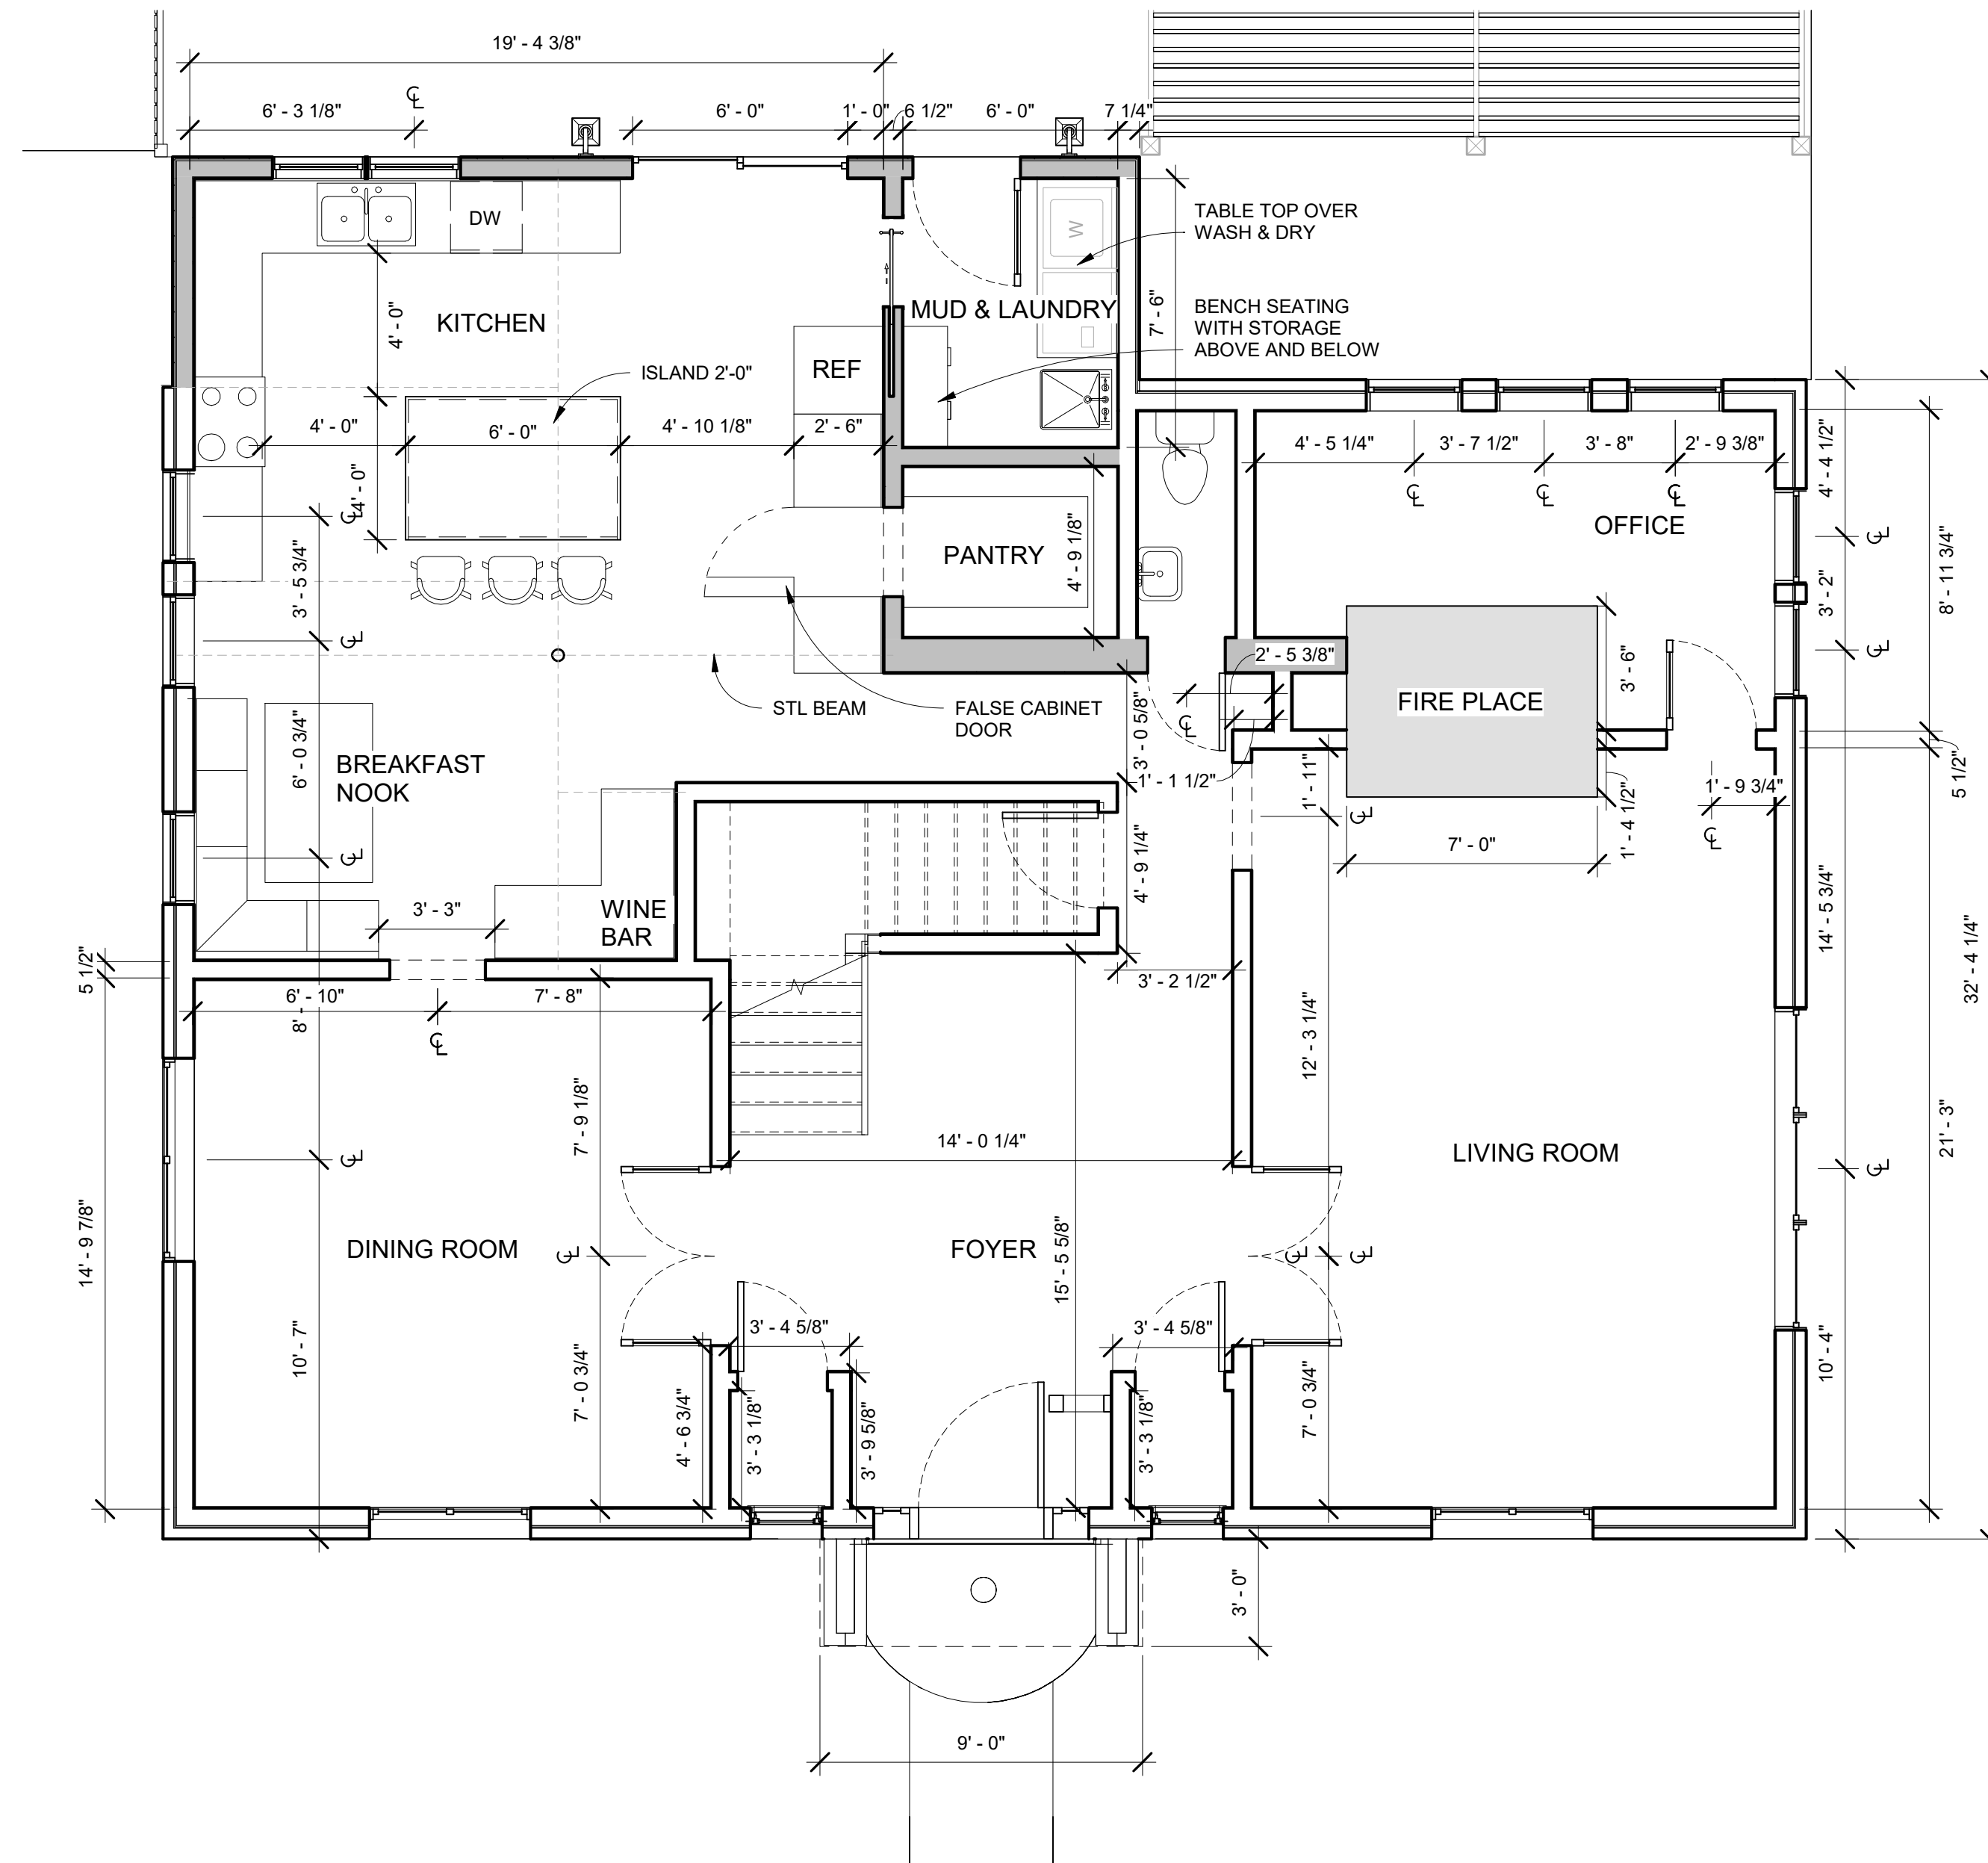 19' - 4 3/8"
6' - 3 1/8"
℄
6' - 0"
1' - 0"
6 1/2"
6' - 0"
7 1/4"
DW
W
TABLE TOP OVER
WASH & DRY
KITCHEN
MUD & LAUNDRY
7' - 6"
BENCH SEATING
WITH STORAGE
ABOVE AND BELOW
4' - 0"
ISLAND 2'-0"
REF
4' - 0"
6' - 0"
4' - 10 1/8"
2' - 6"
4' - 5 1/4"
3' - 7 1/2"
3' - 8"
2' - 9 3/8"
4' - 4 1/2"
℄
℄
℄
4' - 0"
℄
OFFICE
℄
PANTRY
4' - 9 1/8"
3' - 5 3/4"
3' - 2"
8' - 11 3/4"
℄
℄
2' - 5 3/8"
3' - 6"
FIRE PLACE
STL BEAM
FALSE CABINET
DOOR
3' - 0 5/8"
℄
6' - 0 3/4"
BREAKFAST
NOOK
1' - 1 1/2"
1' - 11"
℄
1' - 4 1/2"
1' - 9 3/4"
℄
5 1/2"
7' - 0"
℄
4' - 9 1/4"
3' - 3"
WINE
BAR
14' - 5 3/4"
32' - 4 1/4"
5 1/2"
6' - 10"
7' - 8"
8' - 11"
℄
3' - 2 1/2"
12' - 3 1/4"
7' - 9 1/8"
14' - 0 1/4"
℄
℄
LIVING ROOM
21' - 3"
14' - 9 7/8"
DINING ROOM
℄
FOYER
15' - 5 5/8"
℄
℄
10' - 7"
7' - 0 3/4"
3' - 4 5/8"
3' - 4 5/8"
10' - 4"
4' - 6 3/4"
3' - 3 1/8"
3' - 9 5/8"
3' - 3 1/8"
7' - 0 3/4"
3' - 0"
9' - 0"